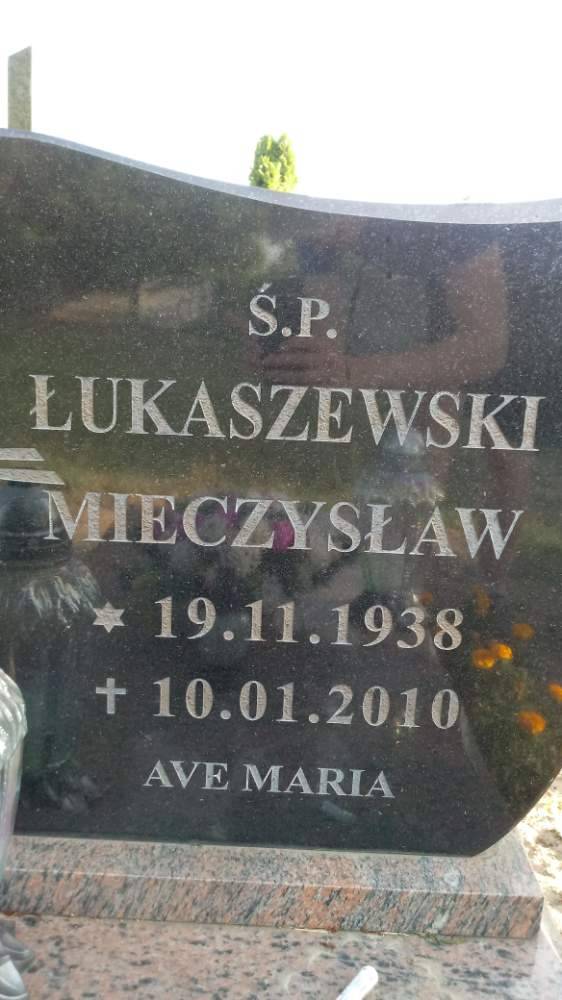 Ś.P.
ŁUKASZEWSKI
MIECZYSŁAW
✶ 19.11.1938
✝ 10.01.2010
AVE MARIA